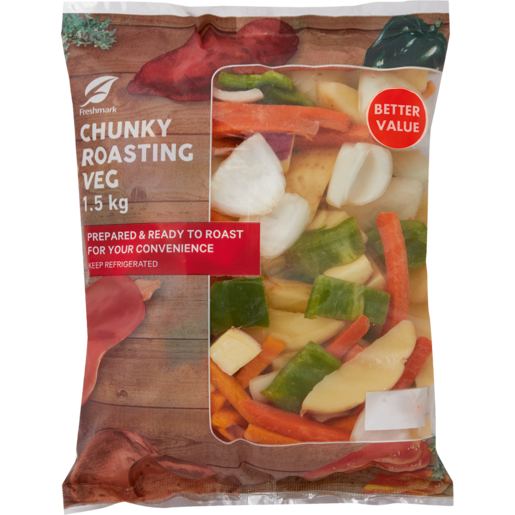 Freshmark
CHUNKY
ROASTING
VEG
1.5 kg
BETTER
VALUE
PREPARED & READY TO ROAST
FOR YOUR CONVENIENCE
KEEP REFRIGERATED